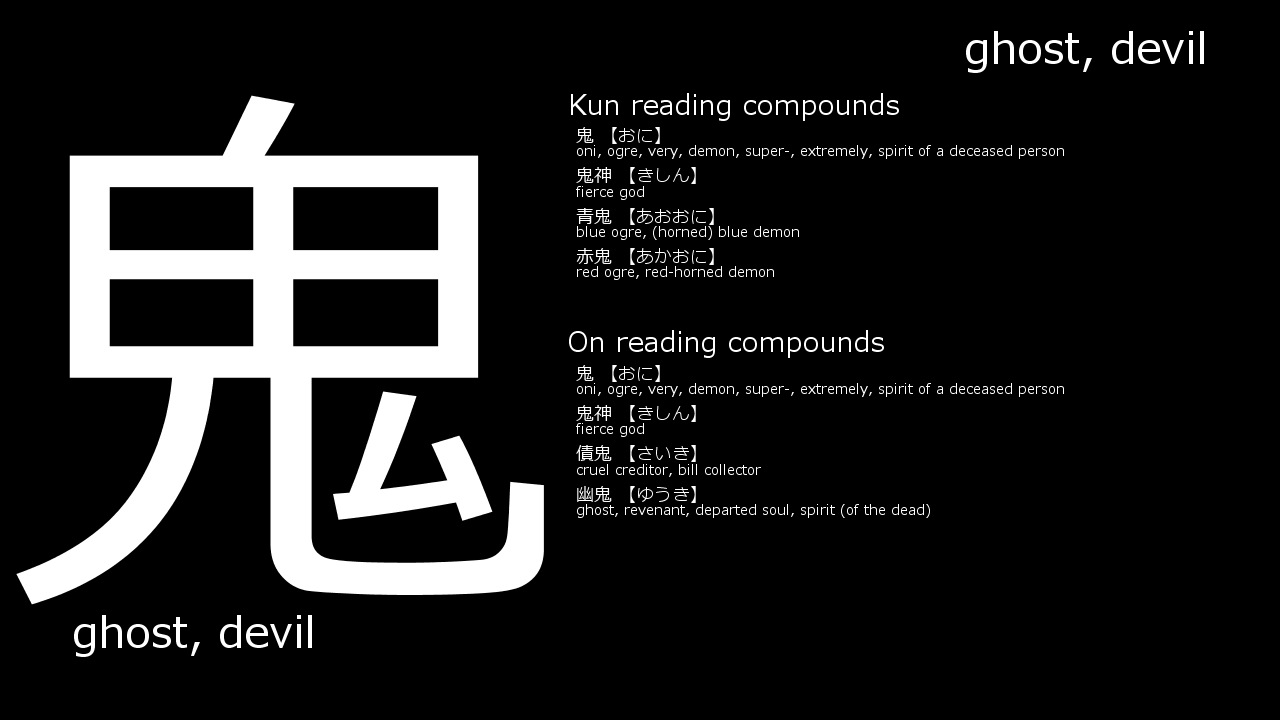 ghost, devil
鬼
Kun reading compounds
鬼 【おに】
oni, ogre, very, demon, super-, extremely, spirit of a deceased person
鬼神 【きしん】
fierce god
青鬼 【あおおに】
blue ogre, (horned) blue demon
赤鬼 【あかおに】
red ogre, red-horned demon
On reading compounds
鬼 【おに】
oni, ogre, very, demon, super-, extremely, spirit of a deceased person
鬼神 【きしん】
fierce god
債鬼 【さいき】
cruel creditor, bill collector
幽鬼 【ゆうき】
ghost, revenant, departed soul, spirit (of the dead)
ghost, devil